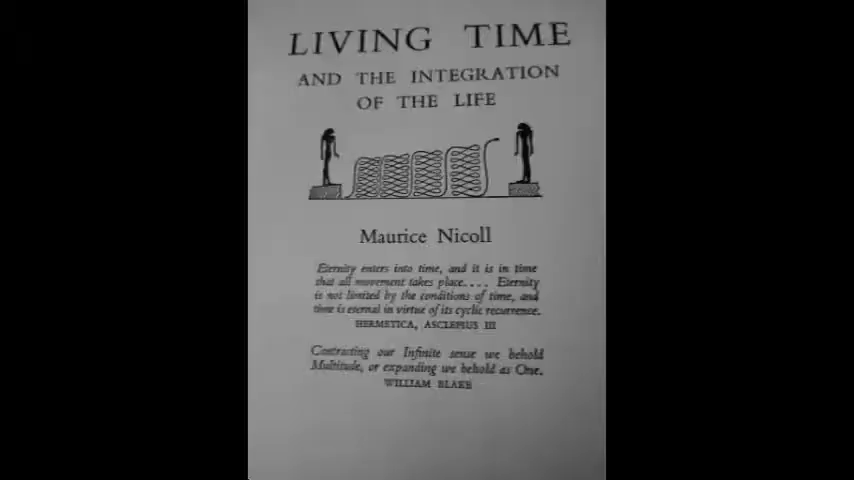 LIVING TIME
AND THE INTEGRATION
OF THE LIFE
Maurice Nicoll
Eternity enters into time, and it is in time
that all movement takes place.... Eternity
is not limited by the conditions of time, and
time is eternal in virtue of its cyclic recurrence.
HERMETICA, ASCLEPIUS III
Contracting our Infinite sense we behold
Multitude, or expanding we behold as One.
WILLIAM BLAKE